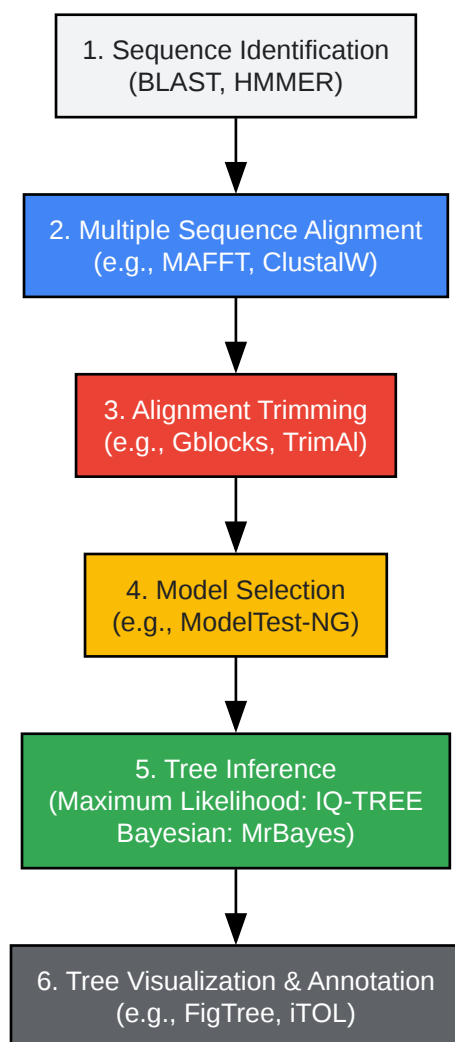 1. Sequence Identification
(BLAST, HMMER)
2. Multiple Sequence Alignment
(e.g., MAFFT, ClustalW)
3. Alignment Trimming
(e.g., Gblocks, TrimAl)
4. Model Selection
(e.g., ModelTest-NG)
5. Tree Inference
(Maximum Likelihood: IQ-TREE
Bayesian: MrBayes)
6. Tree Visualization & Annotation
(e.g., FigTree, iTOL)